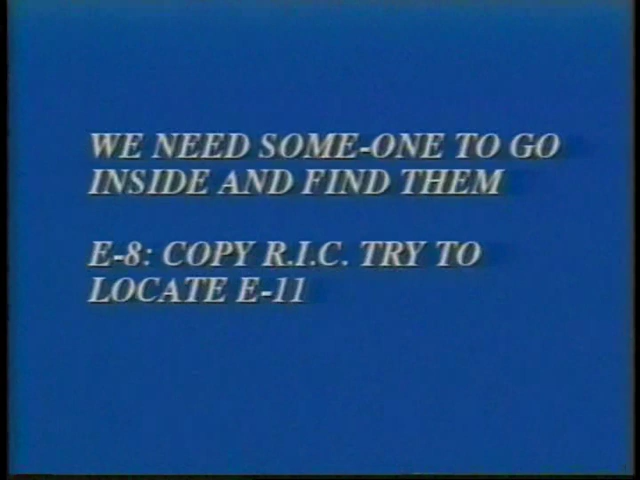 WE NEED SOME-ONE TO GO
INSIDE AND FIND THEM
E-8: COPY R.I.C. TRY TO
LOCATE E-11